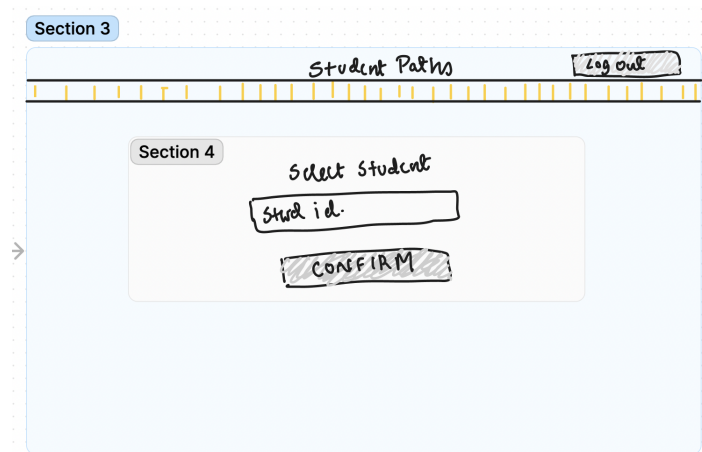 Section 3
Student Paths
Log out
Section 4
Select Student
Stud id.
CONFIRM